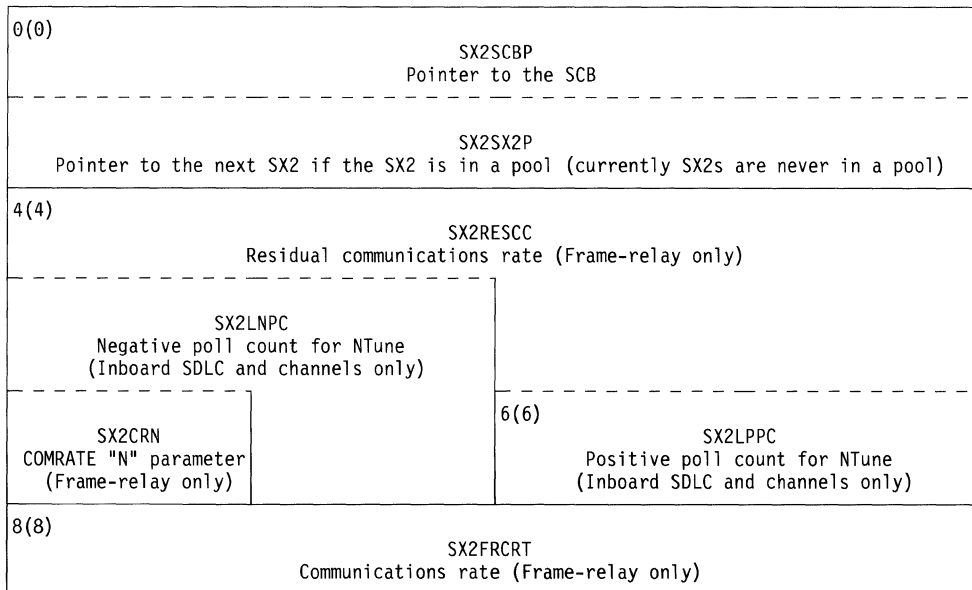 0(0)
SX2SCBP
Pointer to the SCB
SX2SX2P
Pointer to the next SX2 if the SX2 is in a pool (currently SX2s are never in a pool)
4(4)
SX2RESCC
Residual communications rate (Frame-relay only)
SX2LNPC
Negative poll count for NTune
(Inboard SDLC and channels only)
SX2CRN
COMRATE "N" parameter
(Frame-relay only)
6(6)
SX2LPPC
Positive poll count for NTune
(Inboard SDLC and channels only)
8(8)
SX2FRCRT
Communications rate (Frame-relay only)